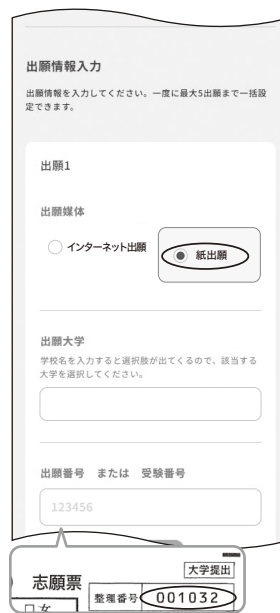 出願情報入力
出願情報を入力してください。一度に最大5出願まで一括設
定できます。
出願1
出願媒体
インターネット出願
紙出願
出願大学
学校名を入力すると選択肢が出てくるので、該当する
大学を選択してください。
出願番号 または 受験番号
123456
大学提出
志願票
整理番号 001032
口女